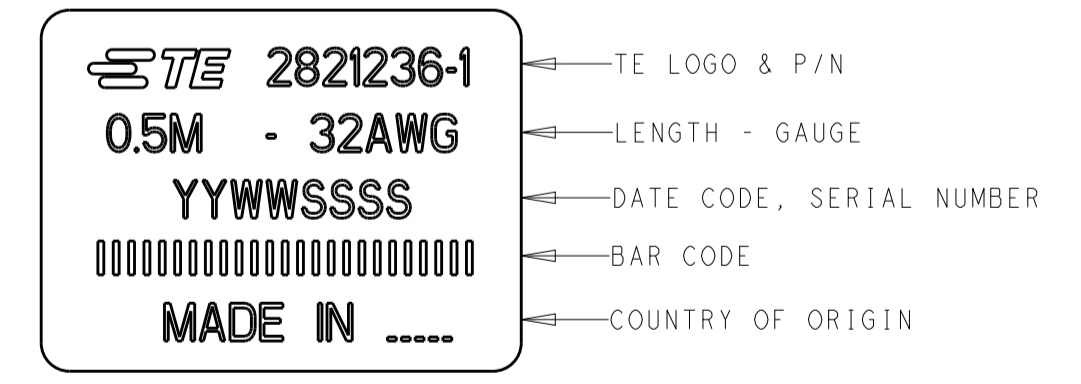 TE 2821236-1 TE LOGO & P/N
0.5M - 32AWG LENGTH - GAUGE
YYWWSSSS DATE CODE, SERIAL NUMBER
BAR CODE
MADE IN _____ COUNTRY OF ORIGIN